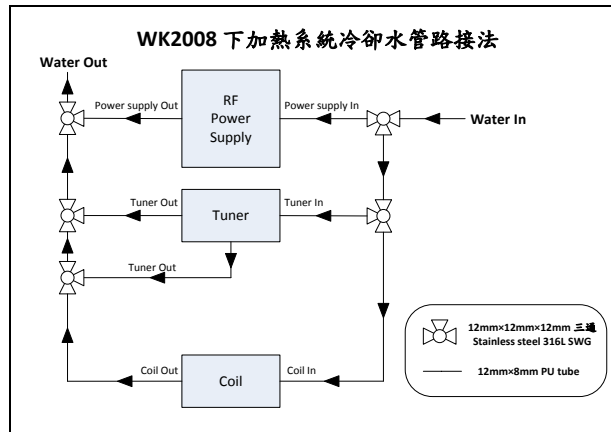 WK2008 下加熱系統冷卻水管路接法
Water Out
Power supply Out
RF
Power
Supply
Power supply In
Water In
Tuner Out
Tuner
Tuner In
Tuner Out
Coil Out
Coil
Coil In
12mm×12mm×12mm 三通
Stainless steel 316L SWG
12mm×8mm PU tube